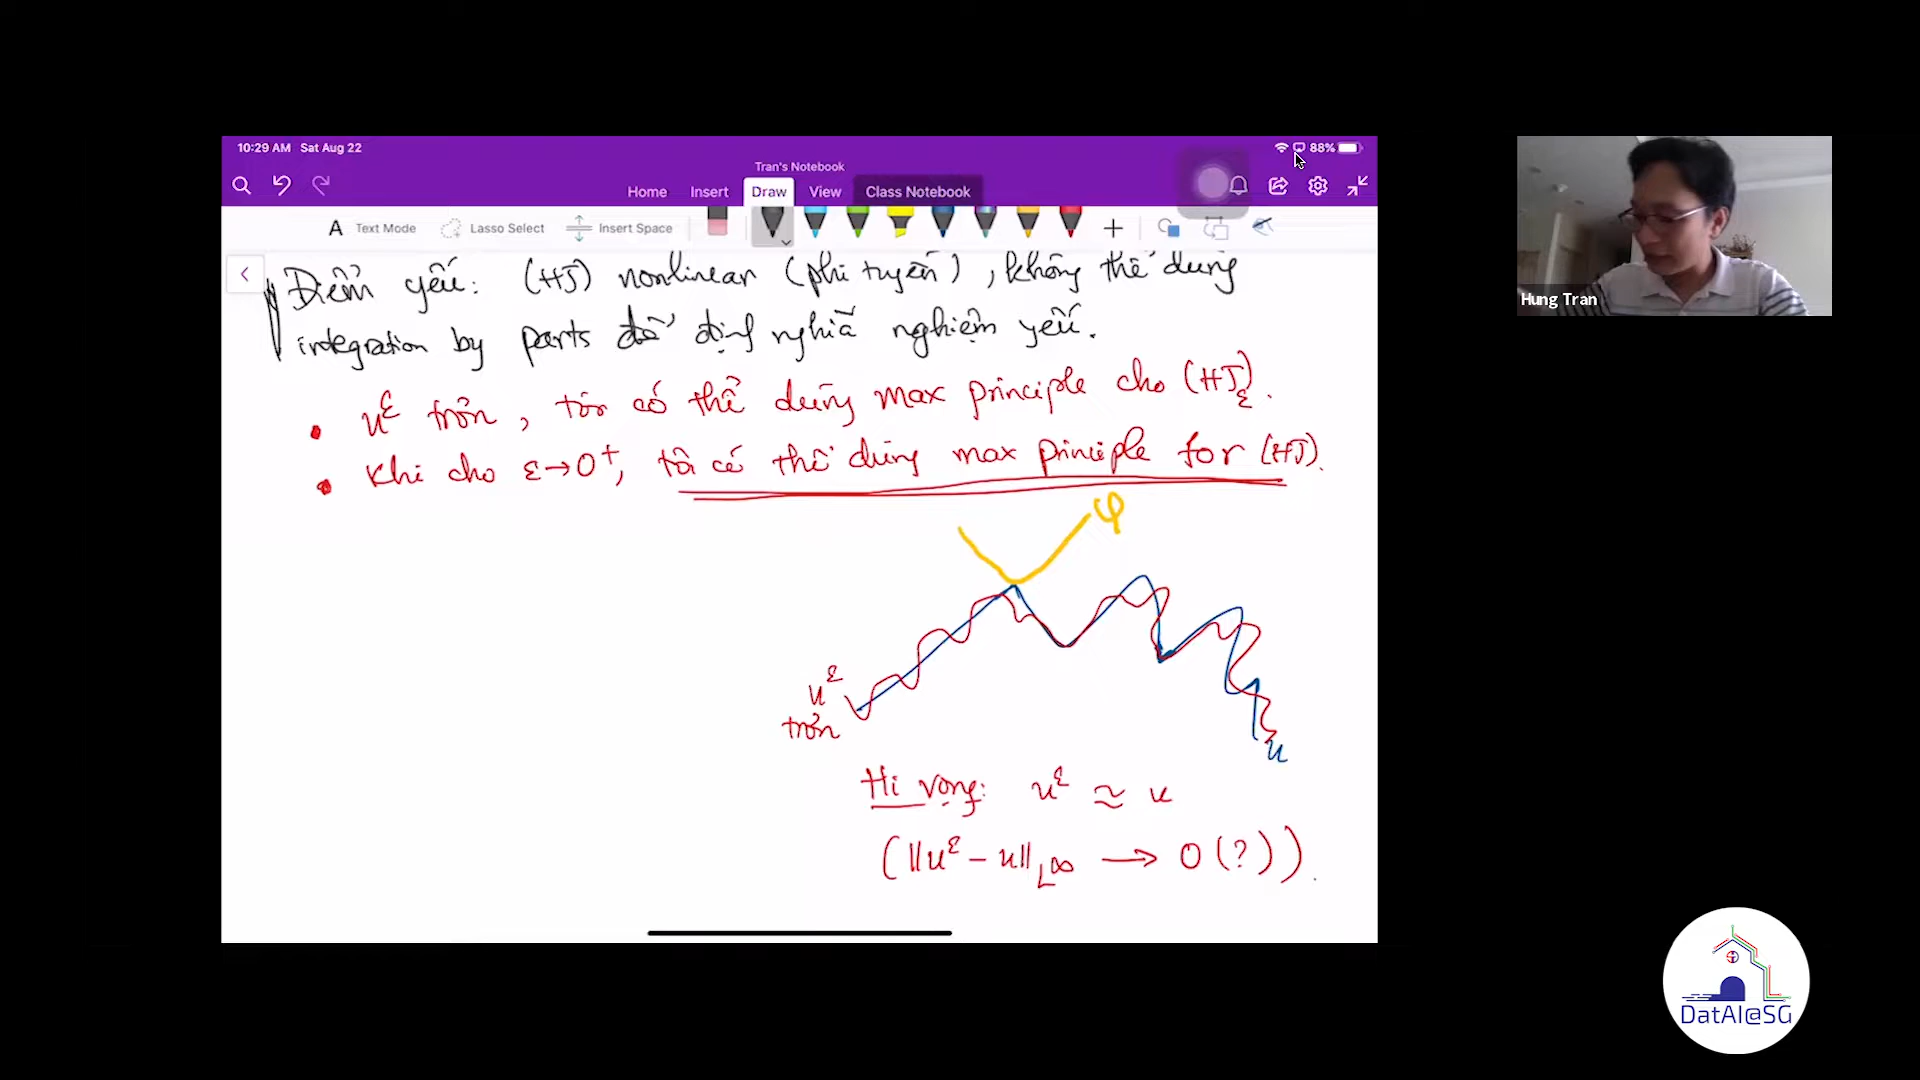 10:29 AM Sat Aug 22
88%
Tran's Notebook
Home Insert Draw View Class Notebook
A Text Mode Lasso Select Insert Space
Điểm yếu: (HJ) nonlinear (phi tuyến), không thể dùng
integration by parts để định nghĩa nghiệm yếu.
• u^ε trơn, tôi có thể dùng max principle cho (HJ)_ε.
• Khi cho ε→0⁺, tôi có thể dùng max principle for (HJ).
φ
u^ε
trơn
u
Hi vọng: u^ε ≈ u
(||u^ε − u||_L∞ → 0 (?)).
Hung Tran
DatAI@SG